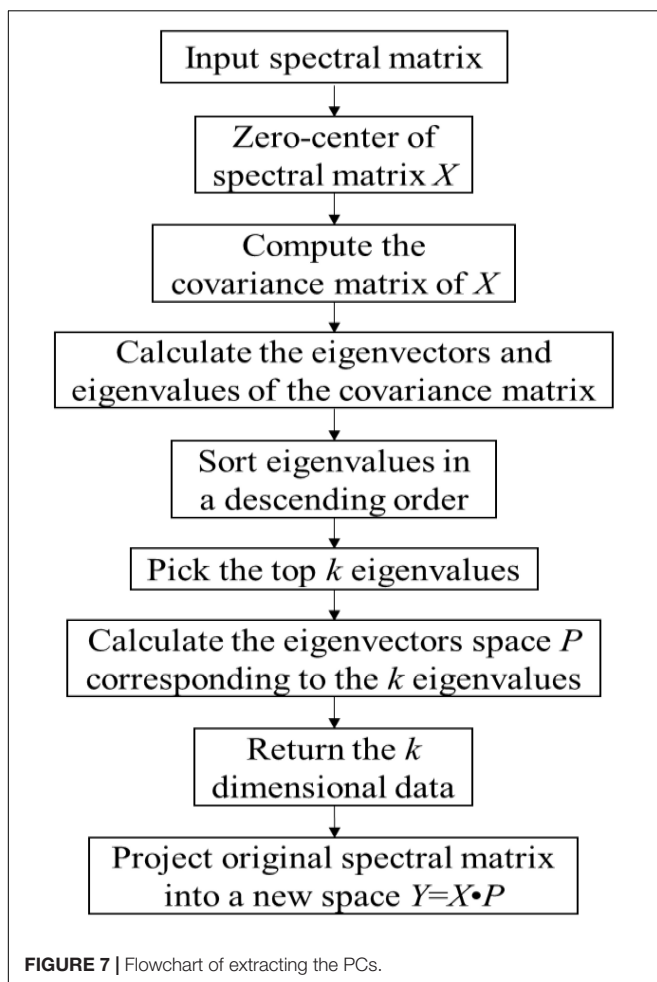 Input spectral matrix
Zero-center of
spectral matrix X
Compute the
covariance matrix of X
Calculate the eigenvectors and
eigenvalues of the covariance matrix
Sort eigenvalues in
a descending order
Pick the top k eigenvalues
Calculate the eigenvectors space P
corresponding to the k eigenvalues
Return the k
dimensional data
Project original spectral matrix
into a new space Y=X•P
FIGURE 7 | Flowchart of extracting the PCs.